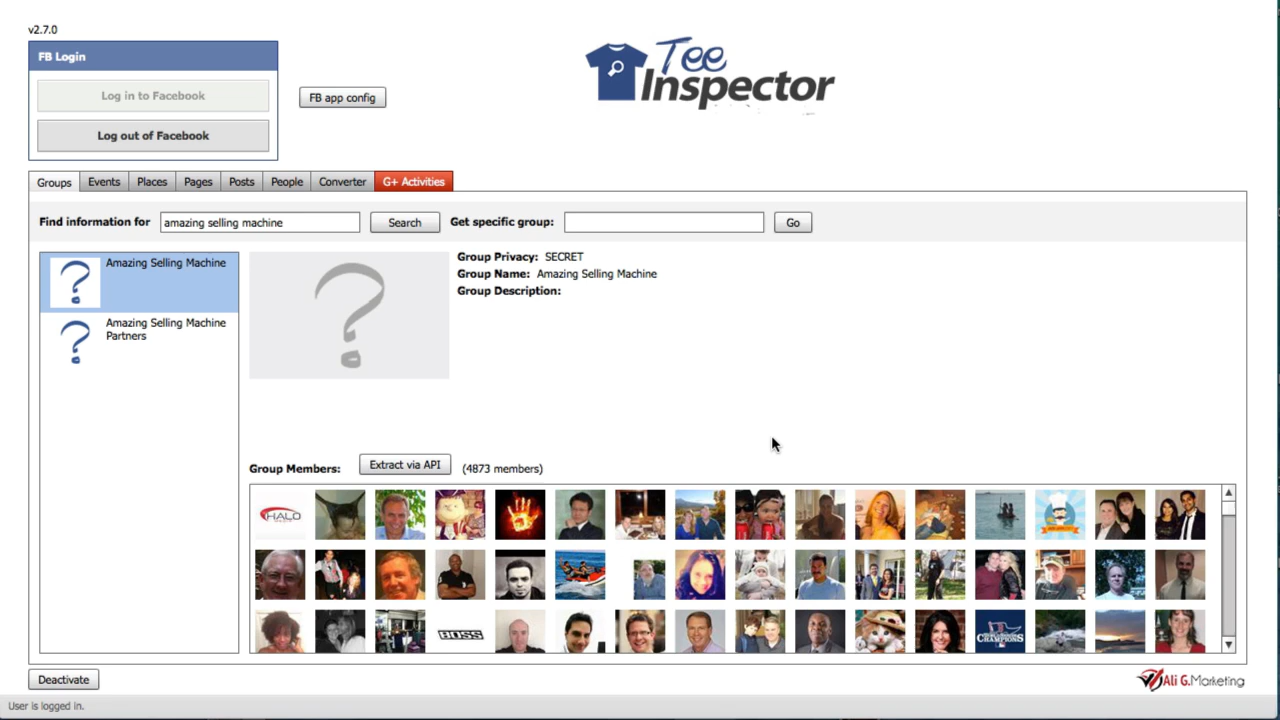 v2.7.0
FB Login
Log in to Facebook
Log out of Facebook
FB app config
Tee
Inspector
Groups Events Places Pages Posts People Converter G+ Activities
Find information for amazing selling machine Search Get specific group: Go
Amazing Selling Machine
Amazing Selling Machine
Partners
Group Privacy: SECRET
Group Name: Amazing Selling Machine
Group Description:
Group Members: Extract via API (4873 members)
HALO
BOSS
CHAMPIONS
Deactivate
Ali G.Marketing
User is logged in.